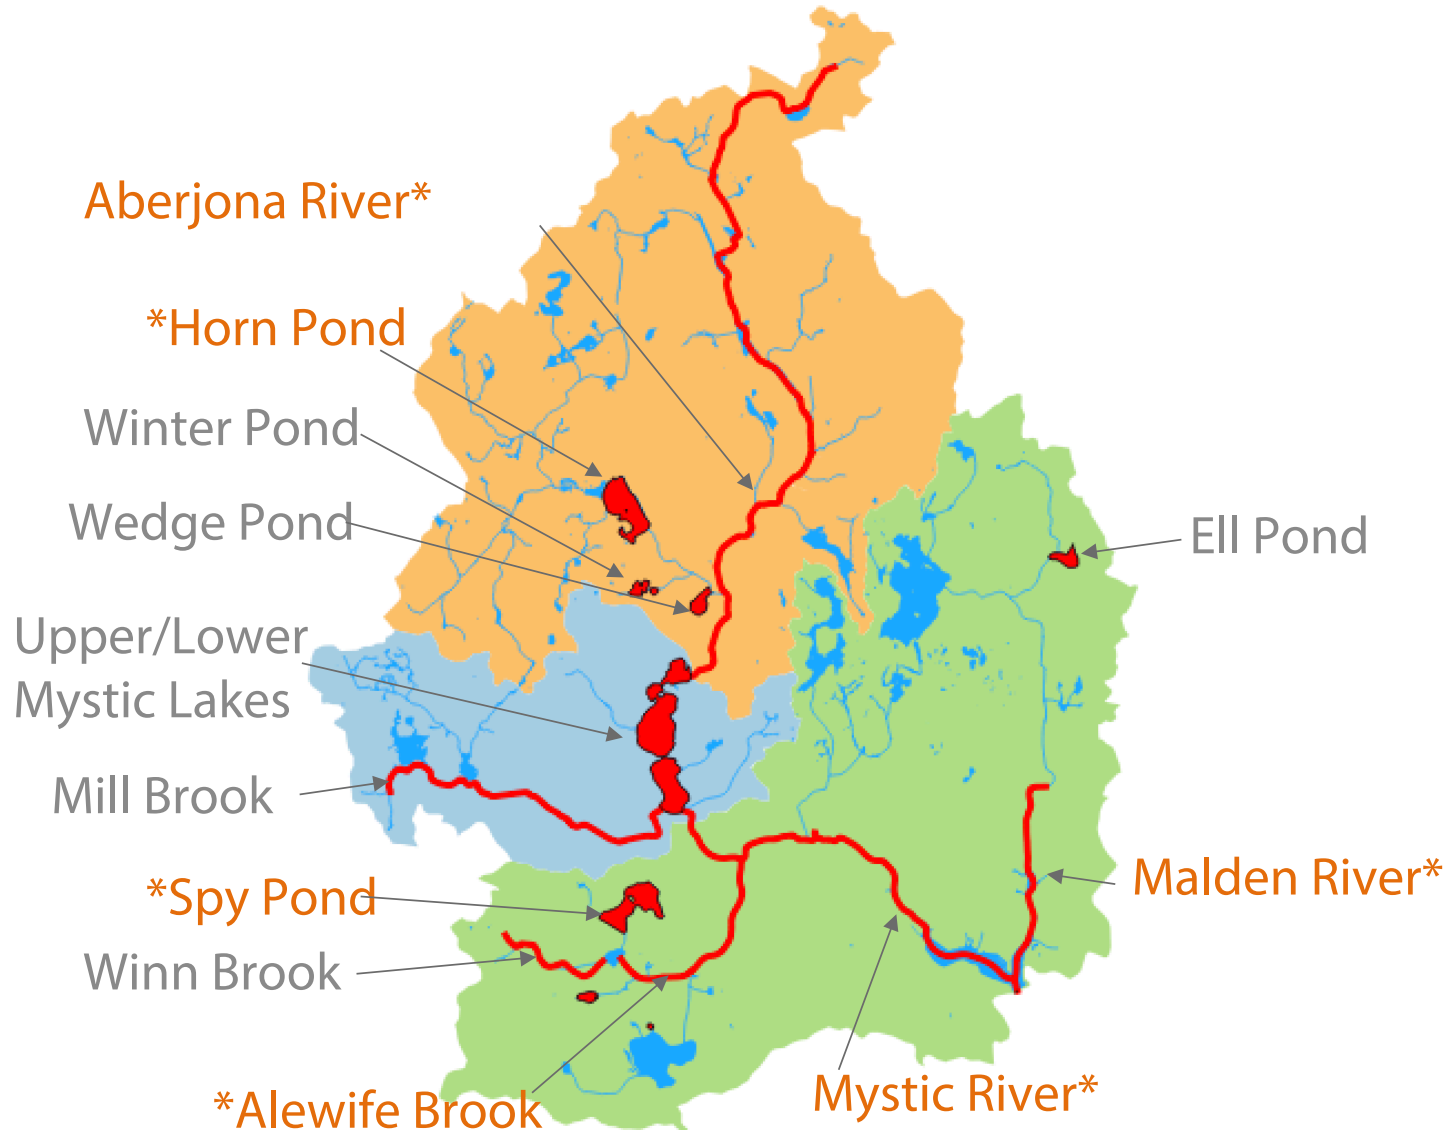 Aberjona River*
*Horn Pond
Winter Pond
Wedge Pond
Ell Pond
Upper/Lower
Mystic Lakes
Mill Brook
*Spy Pond
Malden River*
Winn Brook
*Alewife Brook
Mystic River*